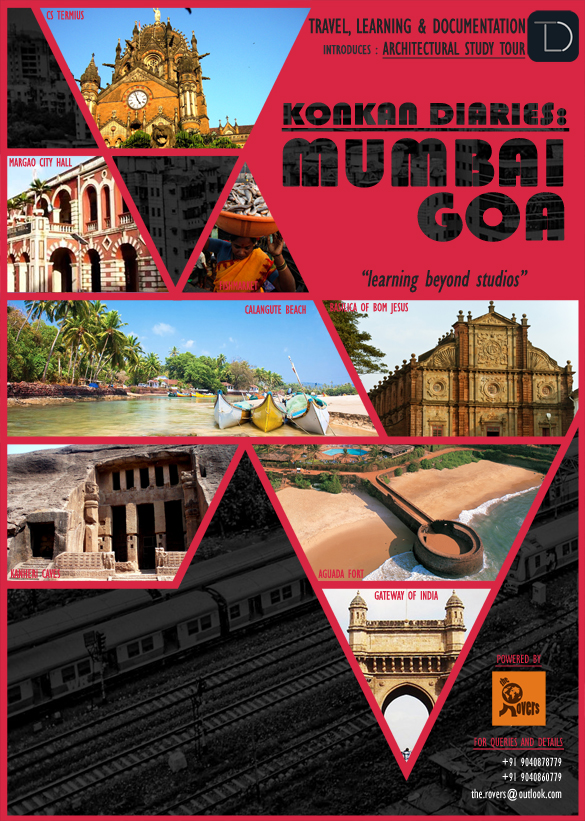 CS TERMIUS
TRAVEL, LEARNING & DOCUMENTATION
INTRODUCES : ARCHITECTURAL STUDY TOUR
TD
KONKAN DIARIES:
MUMBAI
GOA
MARGAO CITY HALL
"learning beyond studios"
CALANGUTE BEACH
BASILICA OF BOM JESUS
KANHERI CAVES
AGUADA FORT
GATEWAY OF INDIA
POWERED BY
the Rovers
FOR QUERIES AND DETAILS
+91 9040878779
+91 9040860779
the.rovers@outlook.com